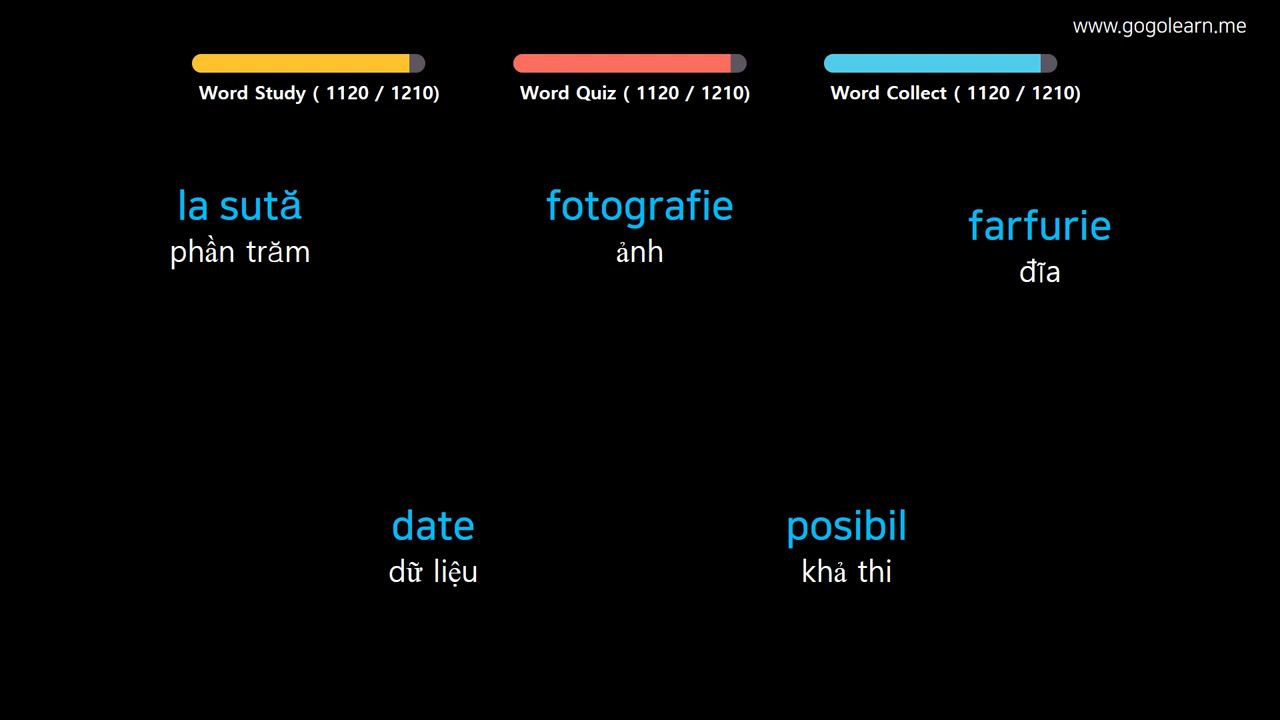 www.gogolearn.me
Word Study ( 1120 / 1210)
Word Quiz ( 1120 / 1210)
Word Collect ( 1120 / 1210)
la sută
phần trăm
fotografie
ảnh
farfurie
đĩa
date
dữ liệu
posibil
khả thi